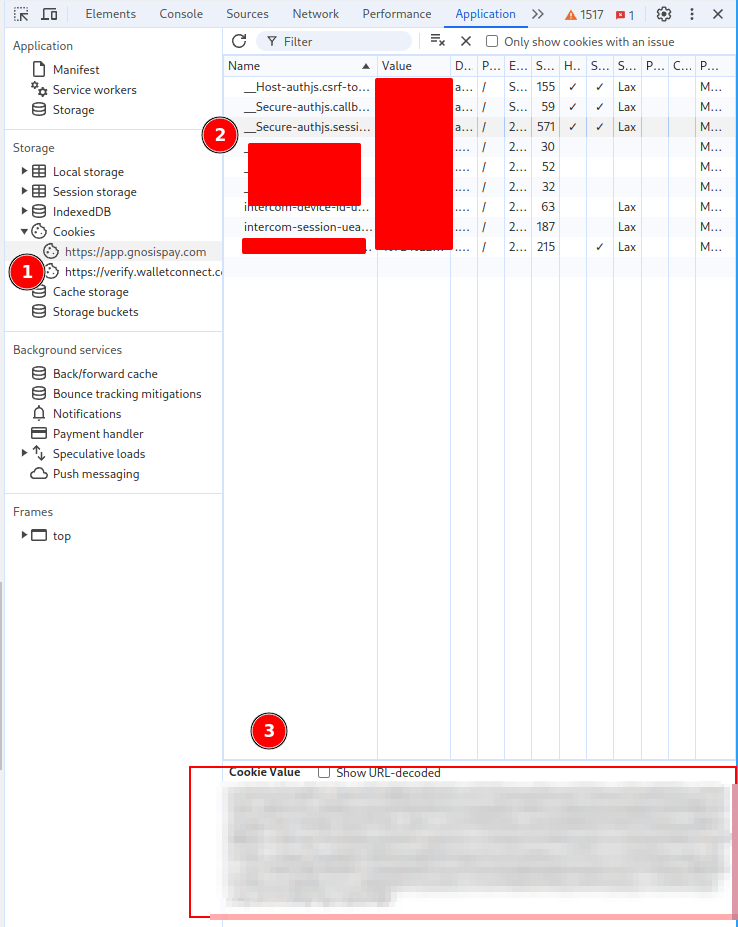 Elements Console Sources Network Performance Application 1517 1
Application
Manifest
Service workers
Storage
Storage
Local storage
Session storage
IndexedDB
Cookies
https://app.gnosispay.com
https://verify.walletconnect.c
Cache storage
Storage buckets
Background services
Back/forward cache
Bounce tracking mitigations
Notifications
Payment handler
Speculative loads
Push messaging
Frames
top
1
Filter Only show cookies with an issue
Name Value D... P... E... S... H... S... S... P... C... P...
__Host-authjs.csrf-to... a... / S... 155 ✓ ✓ Lax M...
__Secure-authjs.callb... a... / S... 59 ✓ ✓ Lax M...
__Secure-authjs.sessi... a... / 2... 571 ✓ ✓ Lax M...
.... / 2... 30 M...
.... / 2... 52 M...
.... / 2... 32 M...
intercom-device-id-u... .... / 2... 63 Lax M...
intercom-session-uea... .... / 2... 187 Lax M...
.... / 2... 215 ✓ Lax M...
2
3
Cookie Value Show URL-decoded